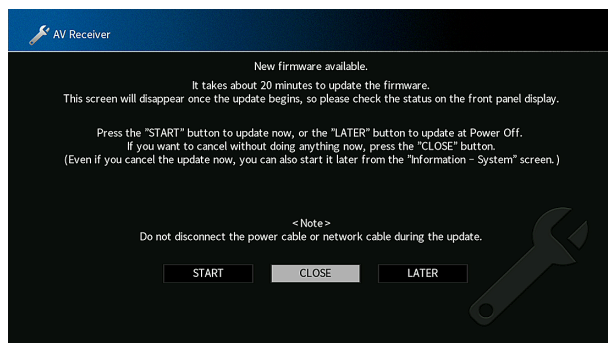 AV Receiver
New firmware available.
It takes about 20 minutes to update the firmware.
This screen will disappear once the update begins, so please check the status on the front panel display.
Press the "START" button to update now, or the "LATER" button to update at Power Off.
If you want to cancel without doing anything now, press the "CLOSE" button.
(Even if you cancel the update now, you can also start it later from the "Information – System" screen.)
<Note>
Do not disconnect the power cable or network cable during the update.
START CLOSE LATER